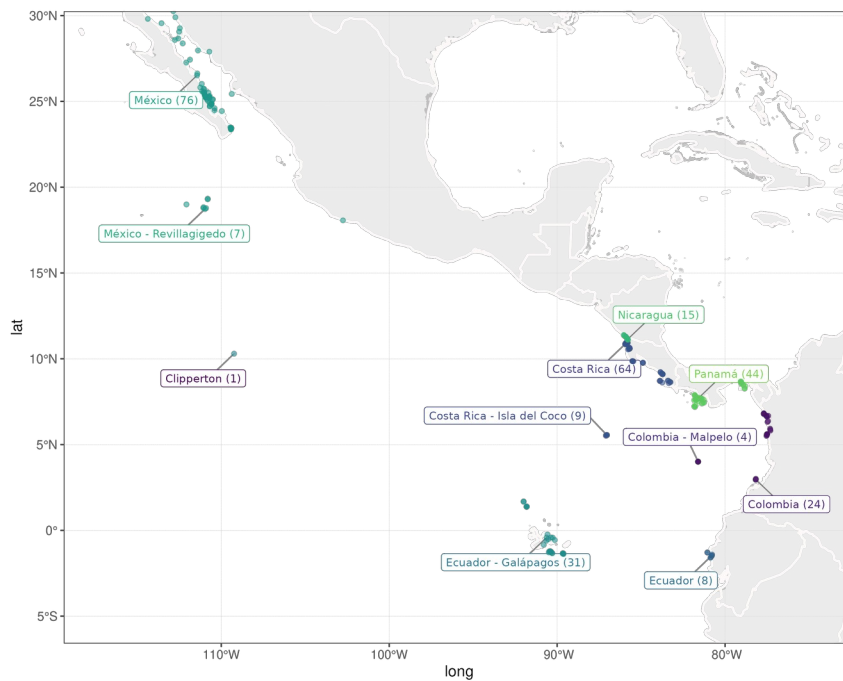 30°N
México (76)
25°N
20°N
México - Revillagigedo (7)
15°N
Nicaragua (15)
lat
10°N
Costa Rica (64)
Clipperton (1)
Panamá (44)
Costa Rica - Isla del Coco (9)
Colombia - Malpelo (4)
5°N
Colombia (24)
0°
Ecuador - Galápagos (31)
Ecuador (8)
5°S
110°W
100°W
90°W
80°W
long